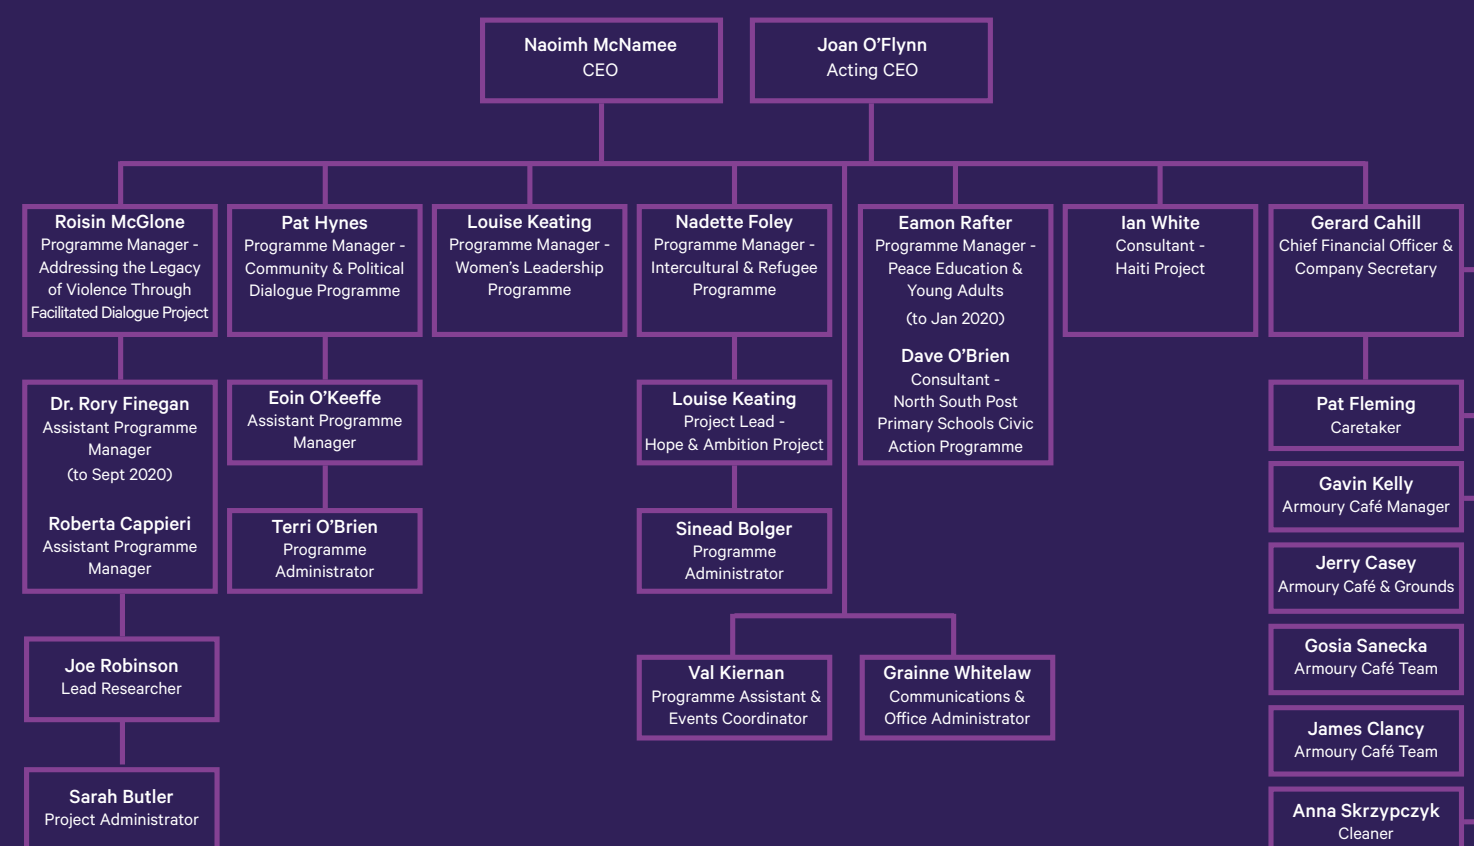 Naoimh McNamee
CEO
Joan O’Flynn
Acting CEO
Roisin McGlone
Programme Manager -
Addressing the Legacy
of Violence Through
Facilitated Dialogue Project
Pat Hynes
Programme Manager -
Community & Political
Dialogue Programme
Louise Keating
Programme Manager -
Women’s Leadership
Programme
Nadette Foley
Programme Manager -
Intercultural & Refugee
Programme
Eamon Rafter
Programme Manager -
Peace Education &
Young Adults
(to Jan 2020)
Dave O’Brien
Consultant -
North South Post
Primary Schools Civic
Action Programme
Ian White
Consultant -
Haiti Project
Gerard Cahill
Chief Financial Officer &
Company Secretary
Dr. Rory Finegan
Assistant Programme
Manager
(to Sept 2020)
Roberta Cappieri
Assistant Programme
Manager
Eoin O’Keeffe
Assistant Programme
Manager
Louise Keating
Project Lead -
Hope & Ambition Project
Pat Fleming
Caretaker
Gavin Kelly
Armoury Café Manager
Terri O’Brien
Programme
Administrator
Sinead Bolger
Programme
Administrator
Jerry Casey
Armoury Café & Grounds
Joe Robinson
Lead Researcher
Val Kiernan
Programme Assistant &
Events Coordinator
Grainne Whitelaw
Communications &
Office Administrator
Gosia Sanecka
Armoury Café Team
James Clancy
Armoury Café Team
Sarah Butler
Project Administrator
Anna Skrzypczyk
Cleaner